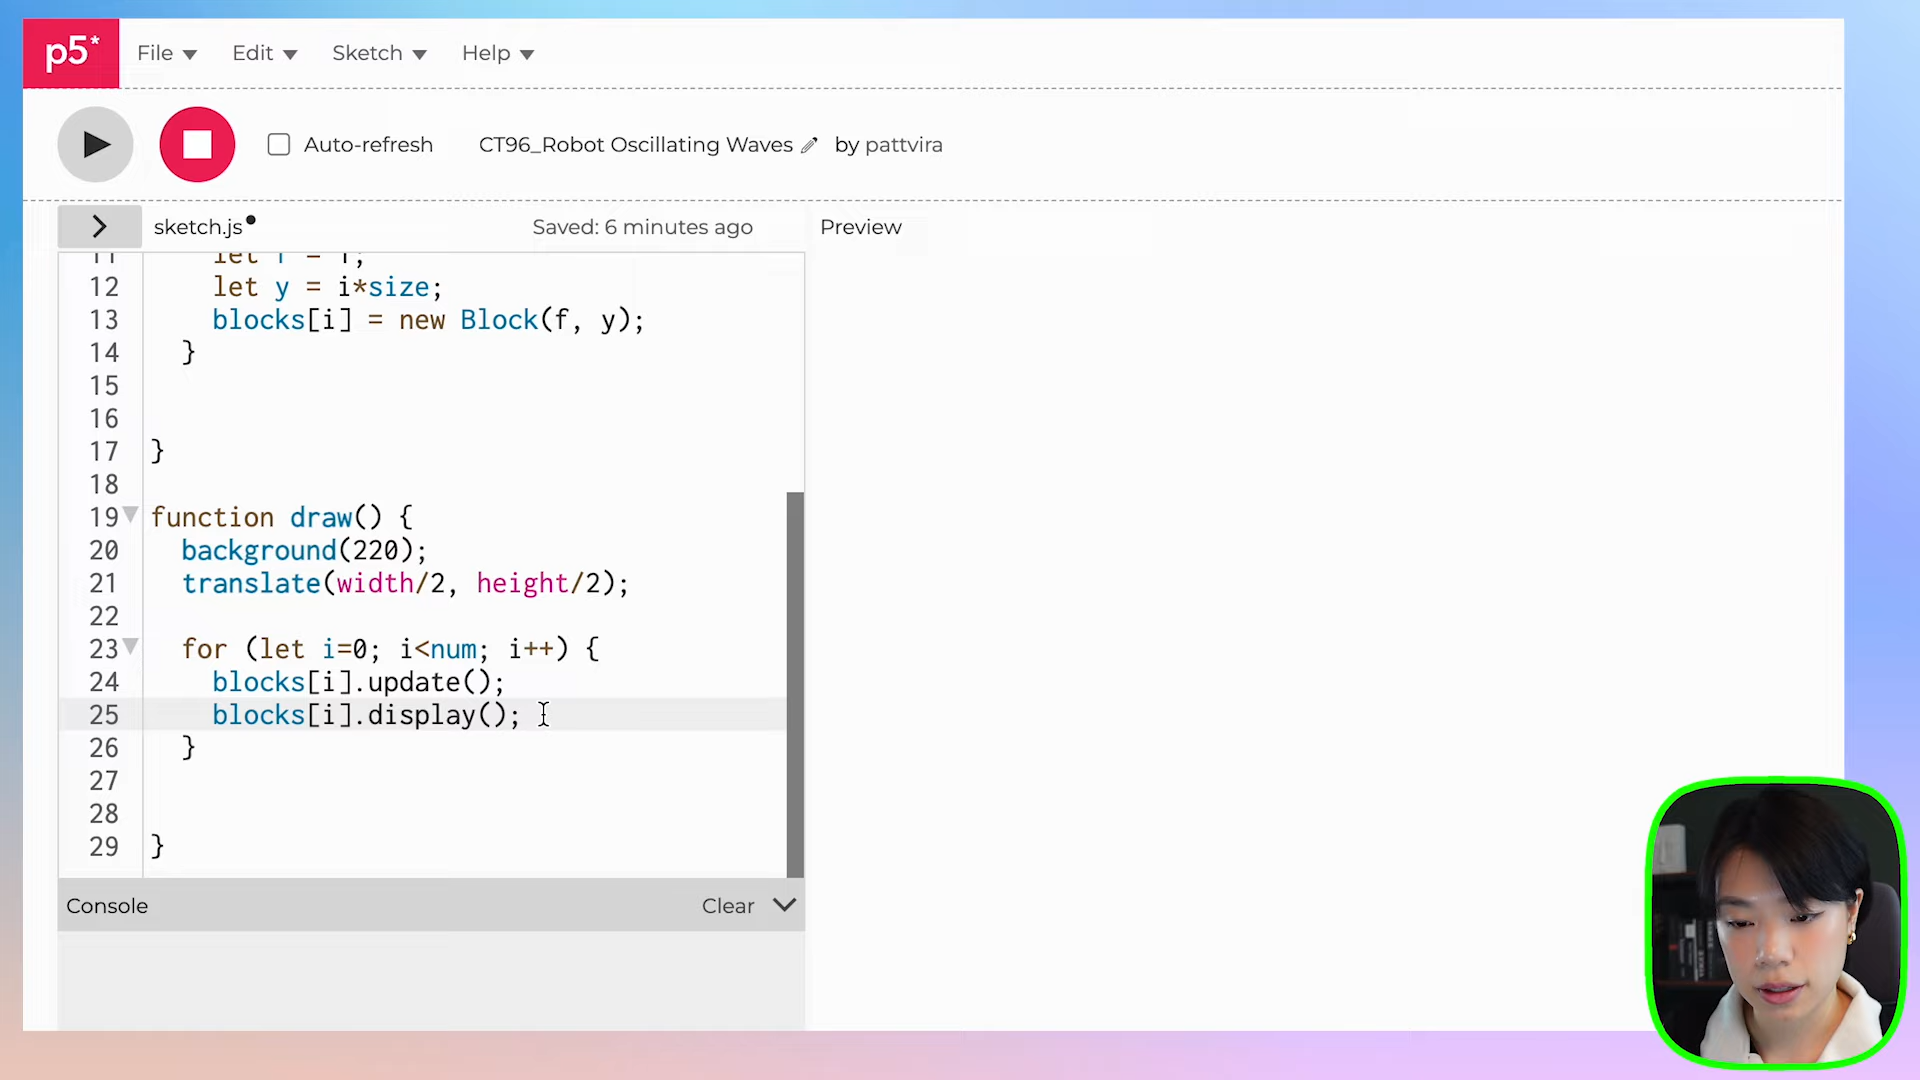 p5* File Edit Sketch Help
Auto-refresh CT96_Robot Oscillating Waves by pattvira
sketch.js Saved: 6 minutes ago Preview
12 let y = i*size;
13 blocks[i] = new Block(f, y);
14 }
15
16
17 }
18
19 function draw() {
20 background(220);
21 translate(width/2, height/2);
22
23 for (let i=0; i<num; i++) {
24 blocks[i].update();
25 blocks[i].display();
26 }
27
28
29 }
Console Clear